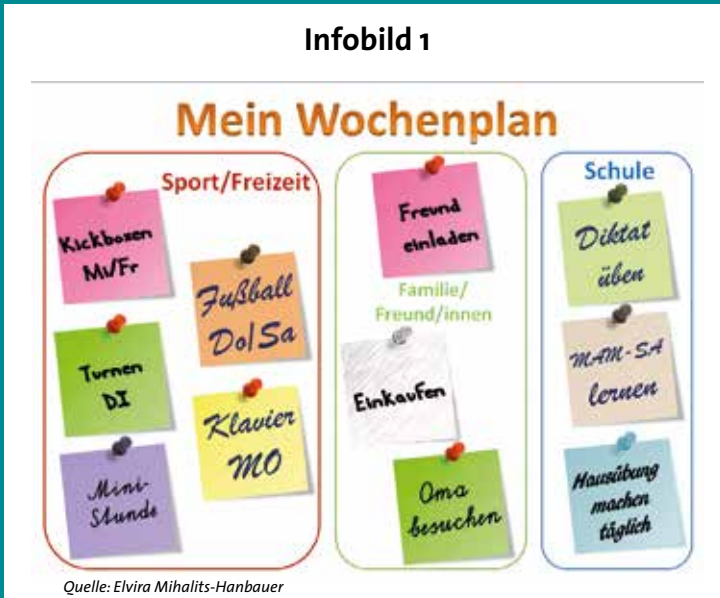 Infobild 1
Mein Wochenplan
Sport/Freizeit
Kickboxen
Mi/Fr
Fußball
Do/Sa
Turnen
DI
Klavier
MO
Mini-
Stunde
Freund
einladen
Familie/
Freund/innen
Einkaufen
Oma
besuchen
Schule
Diktat
üben
MAM-SA
lernen
Hausübung
machen
täglich
Quelle: Elvira Mihalits-Hanbauer